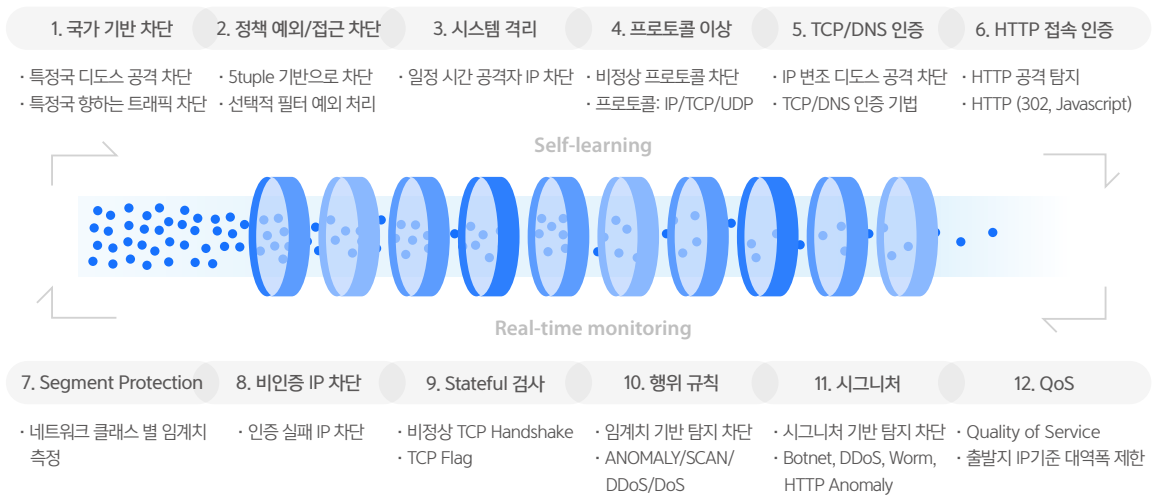 1. 국가 기반 차단
2. 정책 예외/접근 차단
3. 시스템 격리
4. 프로토콜 이상
5. TCP/DNS 인증
6. HTTP 접속 인증
· 특정국 디도스 공격 차단
· 특정국 향하는 트래픽 차단
· 5tuple 기반으로 차단
· 선택적 필터 예외 처리
· 일정 시간 공격자 IP 차단
· 비정상 프로토콜 차단
· 프로토콜: IP/TCP/UDP
· IP 변조 디도스 공격 차단
· TCP/DNS 인증 기법
· HTTP 공격 탐지
· HTTP (302, Javascript)
Self-learning
Real-time monitoring
7. Segment Protection
8. 비인증 IP 차단
9. Stateful 검사
10. 행위 규칙
11. 시그니처
12. QoS
· 네트워크 클래스 별 임계치
측정
· 인증 실패 IP 차단
· 비정상 TCP Handshake
· TCP Flag
· 임계치 기반 탐지 차단
· ANOMALY/SCAN/
DDoS/DoS
· 시그니처 기반 탐지 차단
· Botnet, DDoS, Worm,
HTTP Anomaly
· Quality of Service
· 출발지 IP기준 대역폭 제한